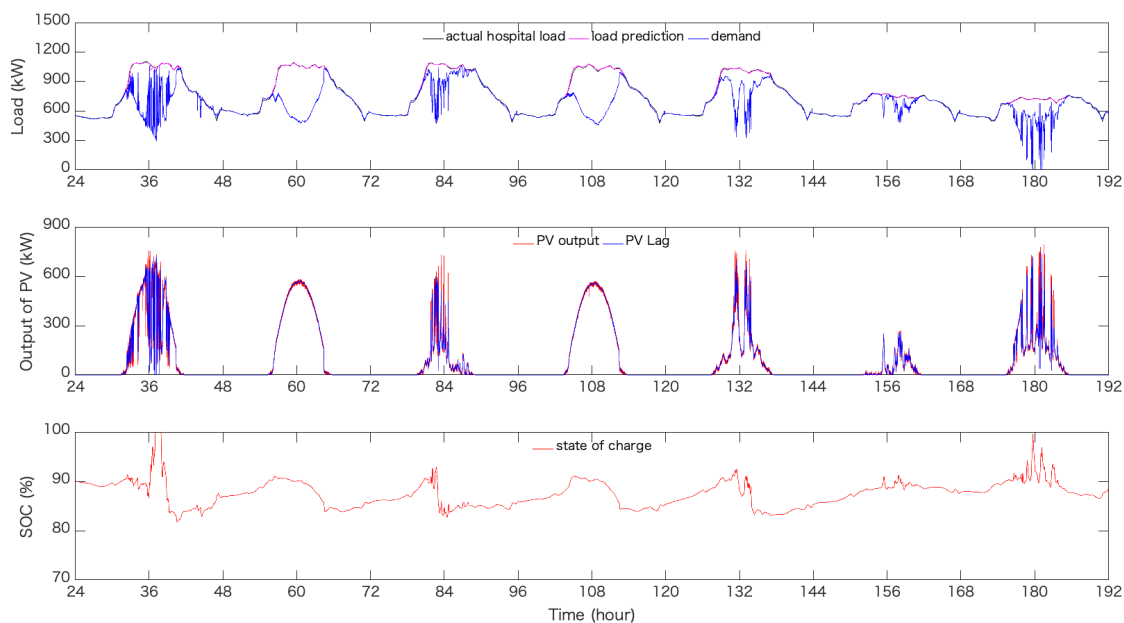 1500
1200
900
600
300
0
Load (kW)
actual hospital load load prediction demand
24 36 48 60 72 84 96 108 120 132 144 156 168 180 192
900
600
300
0
Output of PV (kW)
PV output PV Lag
24 36 48 60 72 84 96 108 120 132 144 156 168 180 192
100
90
80
70
SOC (%)
state of charge
24 36 48 60 72 84 96 108 120 132 144 156 168 180 192
Time (hour)